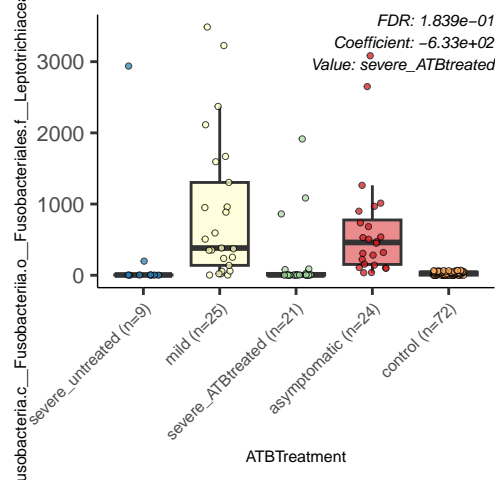 FDR: 1.839e−01
Coefficient: −6.33e+02
Value: severe_ATBtreated
usobacteria.c__Fusobacteriia.o__Fusobacteriales.f__Leptotrichiacea
3000
2000
1000
0
severe_untreated (n=9)
mild (n=25)
severe_ATBtreated (n=21)
asymptomatic (n=24)
control (n=72)
ATBTreatment